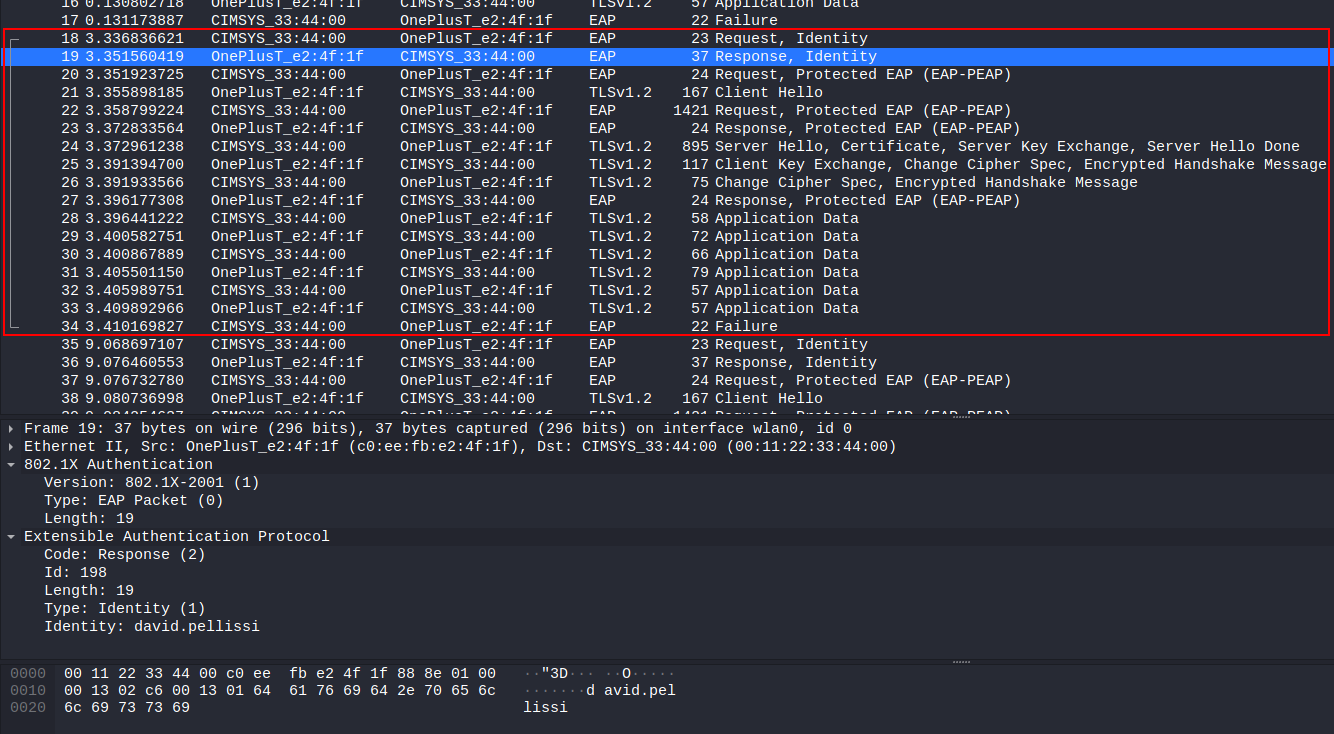 16 0.130802718 OnePlusT_e2:4f:1f CIMSYS_33:44:00 TLSv1.2 57 Application Data
17 0.131173887 CIMSYS_33:44:00 OnePlusT_e2:4f:1f EAP 22 Failure
18 3.336836621 CIMSYS_33:44:00 OnePlusT_e2:4f:1f EAP 23 Request, Identity
19 3.351560419 OnePlusT_e2:4f:1f CIMSYS_33:44:00 EAP 37 Response, Identity
20 3.351923725 CIMSYS_33:44:00 OnePlusT_e2:4f:1f EAP 24 Request, Protected EAP (EAP-PEAP)
21 3.355898185 OnePlusT_e2:4f:1f CIMSYS_33:44:00 TLSv1.2 167 Client Hello
22 3.358799224 CIMSYS_33:44:00 OnePlusT_e2:4f:1f EAP 1421 Request, Protected EAP (EAP-PEAP)
23 3.372833564 OnePlusT_e2:4f:1f CIMSYS_33:44:00 EAP 24 Response, Protected EAP (EAP-PEAP)
24 3.372961238 CIMSYS_33:44:00 OnePlusT_e2:4f:1f TLSv1.2 895 Server Hello, Certificate, Server Key Exchange, Server Hello Done
25 3.391394700 OnePlusT_e2:4f:1f CIMSYS_33:44:00 TLSv1.2 117 Client Key Exchange, Change Cipher Spec, Encrypted Handshake Message
26 3.391933566 CIMSYS_33:44:00 OnePlusT_e2:4f:1f TLSv1.2 75 Change Cipher Spec, Encrypted Handshake Message
27 3.396177308 OnePlusT_e2:4f:1f CIMSYS_33:44:00 EAP 24 Response, Protected EAP (EAP-PEAP)
28 3.396441222 CIMSYS_33:44:00 OnePlusT_e2:4f:1f TLSv1.2 58 Application Data
29 3.400582751 OnePlusT_e2:4f:1f CIMSYS_33:44:00 TLSv1.2 72 Application Data
30 3.400867889 CIMSYS_33:44:00 OnePlusT_e2:4f:1f TLSv1.2 66 Application Data
31 3.405501150 OnePlusT_e2:4f:1f CIMSYS_33:44:00 TLSv1.2 79 Application Data
32 3.405989751 CIMSYS_33:44:00 OnePlusT_e2:4f:1f TLSv1.2 57 Application Data
33 3.409892966 OnePlusT_e2:4f:1f CIMSYS_33:44:00 TLSv1.2 57 Application Data
34 3.410169827 CIMSYS_33:44:00 OnePlusT_e2:4f:1f EAP 22 Failure
35 9.068697107 CIMSYS_33:44:00 OnePlusT_e2:4f:1f EAP 23 Request, Identity
36 9.076460553 OnePlusT_e2:4f:1f CIMSYS_33:44:00 EAP 37 Response, Identity
37 9.076732780 CIMSYS_33:44:00 OnePlusT_e2:4f:1f EAP 24 Request, Protected EAP (EAP-PEAP)
38 9.080736998 OnePlusT_e2:4f:1f CIMSYS_33:44:00 TLSv1.2 167 Client Hello
Frame 19: 37 bytes on wire (296 bits), 37 bytes captured (296 bits) on interface wlan0, id 0
Ethernet II, Src: OnePlusT_e2:4f:1f (c0:ee:fb:e2:4f:1f), Dst: CIMSYS_33:44:00 (00:11:22:33:44:00)
802.1X Authentication
Version: 802.1X-2001 (1)
Type: EAP Packet (0)
Length: 19
Extensible Authentication Protocol
Code: Response (2)
Id: 198
Length: 19
Type: Identity (1)
Identity: david.pellissi
0000 00 11 22 33 44 00 c0 ee fb e2 4f 1f 88 8e 01 00 ··"3D··· ··O·····
0010 00 13 02 c6 00 13 01 64 61 76 69 64 2e 70 65 6c ·······d avid.pel
0020 6c 69 73 73 69 lissi